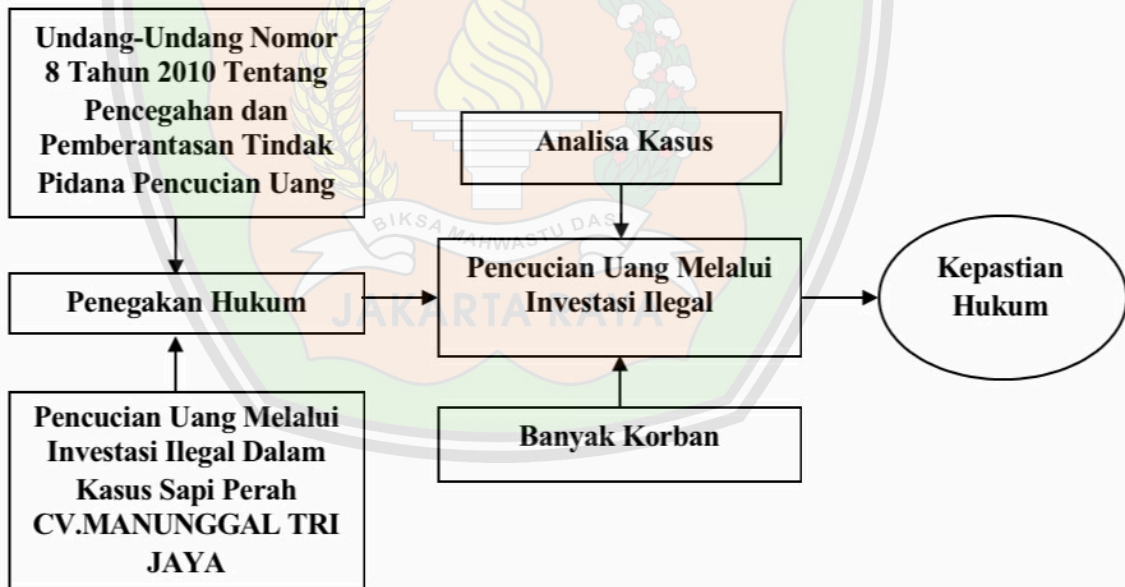 Undang-Undang Nomor
8 Tahun 2010 Tentang
Pencegahan dan
Pemberantasan Tindak
Pidana Pencucian Uang
Penegakan Hukum
Pencucian Uang Melalui
Investasi Ilegal Dalam
Kasus Sapi Perah
CV.MANUNGGAL TRI
JAYA
Analisa Kasus
BIKSA MAHWASTU DAS
Pencucian Uang Melalui
Investasi Ilegal
JAKARTA RAYA
Banyak Korban
Kepastian
Hukum